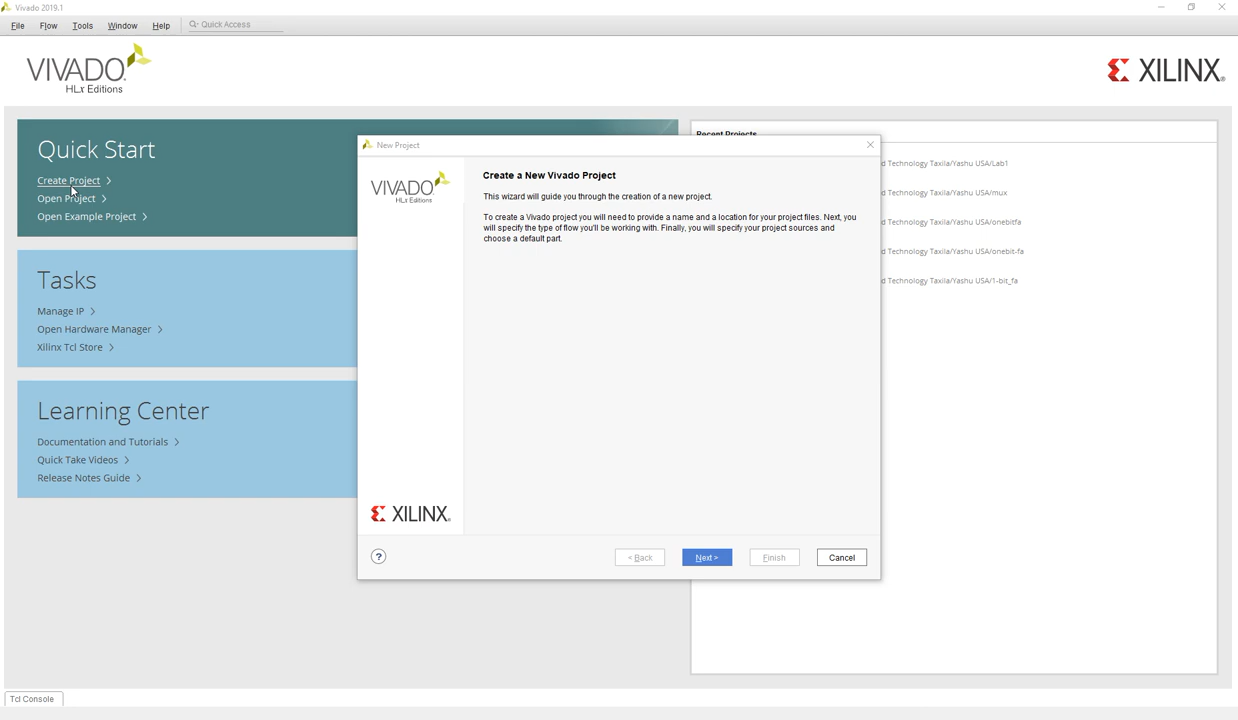 Vivado 2019.1
File Flow Tools Window Help Quick Access
VIVADO.
HLx Editions
XILINX®
Quick Start
Create Project >
Open Project >
Open Example Project >
Tasks
Manage IP >
Open Hardware Manager >
Xilinx Tcl Store >
Learning Center
Documentation and Tutorials >
Quick Take Videos >
Release Notes Guide >
New Project
VIVADO
HLx Editions
Create a New Vivado Project
This wizard will guide you through the creation of a new project.
To create a Vivado project you will need to provide a name and a location for your project files. Next, you
will specify the type of flow you'll be working with. Finally, you will specify your project sources and
choose a default part.
XILINX.
?
< Back Next > Finish Cancel
Recent Projects
d Technology Taxila/Yashu USA/Lab1
d Technology Taxila/Yashu USA/mux
d Technology Taxila/Yashu USA/onebitfa
d Technology Taxila/Yashu USA/onebit-fa
d Technology Taxila/Yashu USA/1-bit_fa
Tcl Console